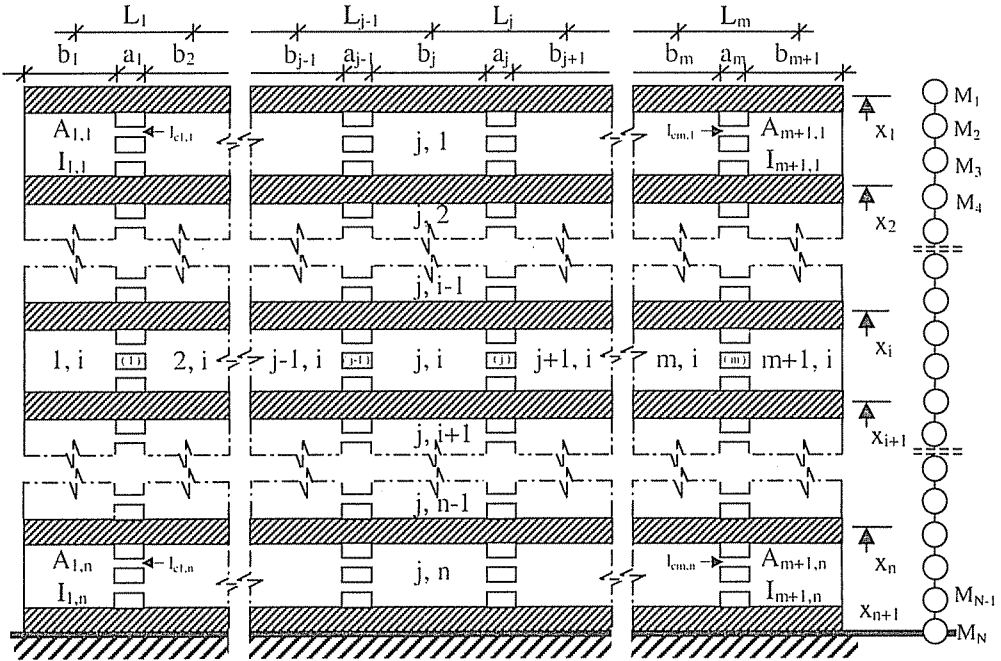 L1 Lj-1 Lj Lm
b1 a1 b2 bj-1 aj-1 bj aj bj+1 bm am bm+1
M1
A1,1 Ic1,1 j, 1 Icm,1 Am+1,1 x1 M2
I1,1 Im+1,1 M3
j, 2 x2 M4
j, i-1
1, i (1) 2, i j-1, i (j-1) j, i (j) j+1, i m, i (m) m+1, i xi
j, i+1 xi+1
j, n-1
A1,n Ic1,n j, n Icm,n Am+1,n xn
I1,n Im+1,n MN-1
xn+1
MN